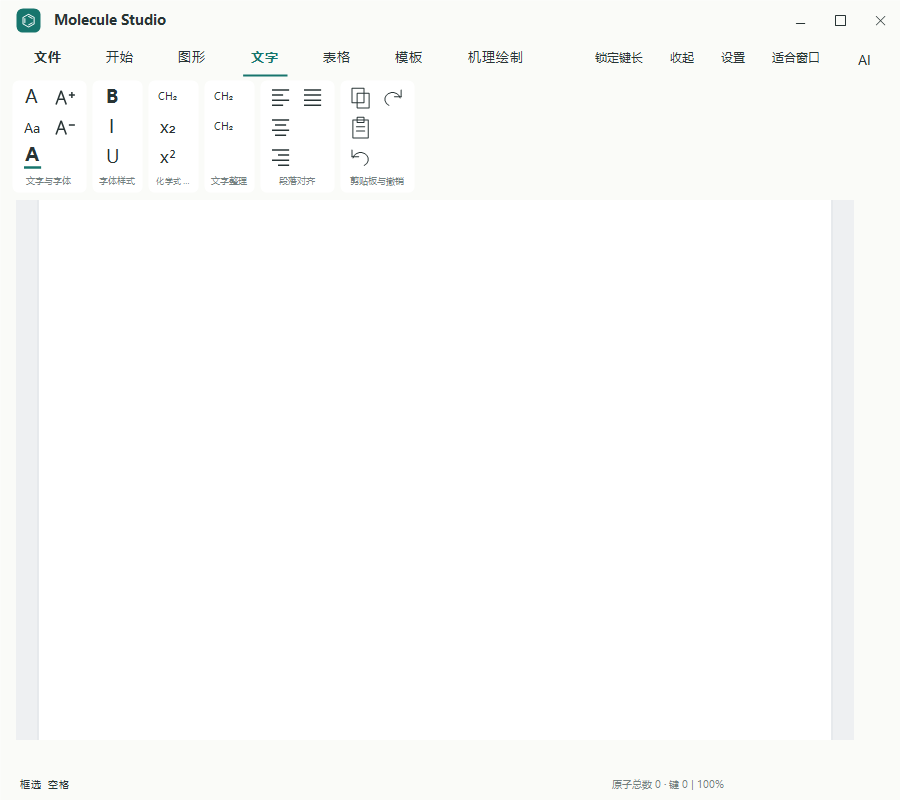 Molecule Studio
文件 开始 图形 文字 表格 模板 机理绘制 锁定键长 收起 设置 适合窗口 AI
A A⁺ B CH₂ CH₂
Aa A⁻ I x₂ CH₂
A U x²
文字与字体 字体样式 化学式 ... 文字整理 段落对齐 剪贴板与撤销
框选 空格 原子总数 0 · 键 0 | 100%